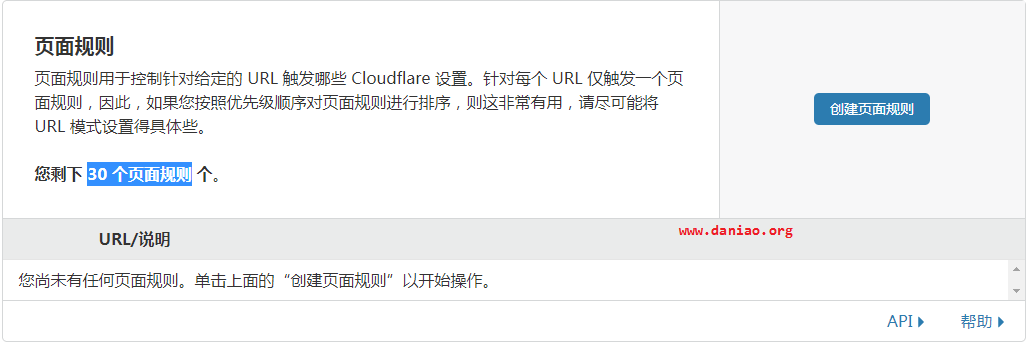 页面规则
页面规则用于控制针对给定的 URL 触发哪些 Cloudflare 设置。针对每个 URL 仅触发一个页
面规则，因此，如果您按照优先级顺序对页面规则进行排序，则这非常有用，请尽可能将
URL 模式设置得具体些。
您剩下 30 个页面规则 个。
创建页面规则
URL/说明
www.daniao.org
您尚未有任何页面规则。单击上面的“创建页面规则”以开始操作。
API
帮助